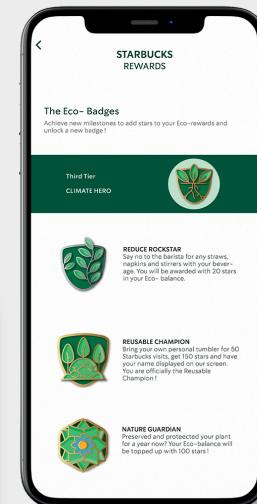 STARBUCKS
REWARDS
The Eco- Badges
Achieve new milestones to add stars to your Eco-rewards and
unlock a new badge !
Third Tier
CLIMATE HERO
REDUCE ROCKSTAR
Say no to the barista for any straws,
napkins and stirrers with your bever-
age. You will be awarded with 20 stars
in your Eco- balance.
REUSABLE CHAMPION
Bring your own personal tumbler for 50
Starbucks visits, get 150 stars and have
your name displayed on our screen.
You are officially the Reusable
Champion !
NATURE GUARDIAN
Preserved and proteected your plant
for a year now? Your Eco-balance will
be topped up with 100 stars !